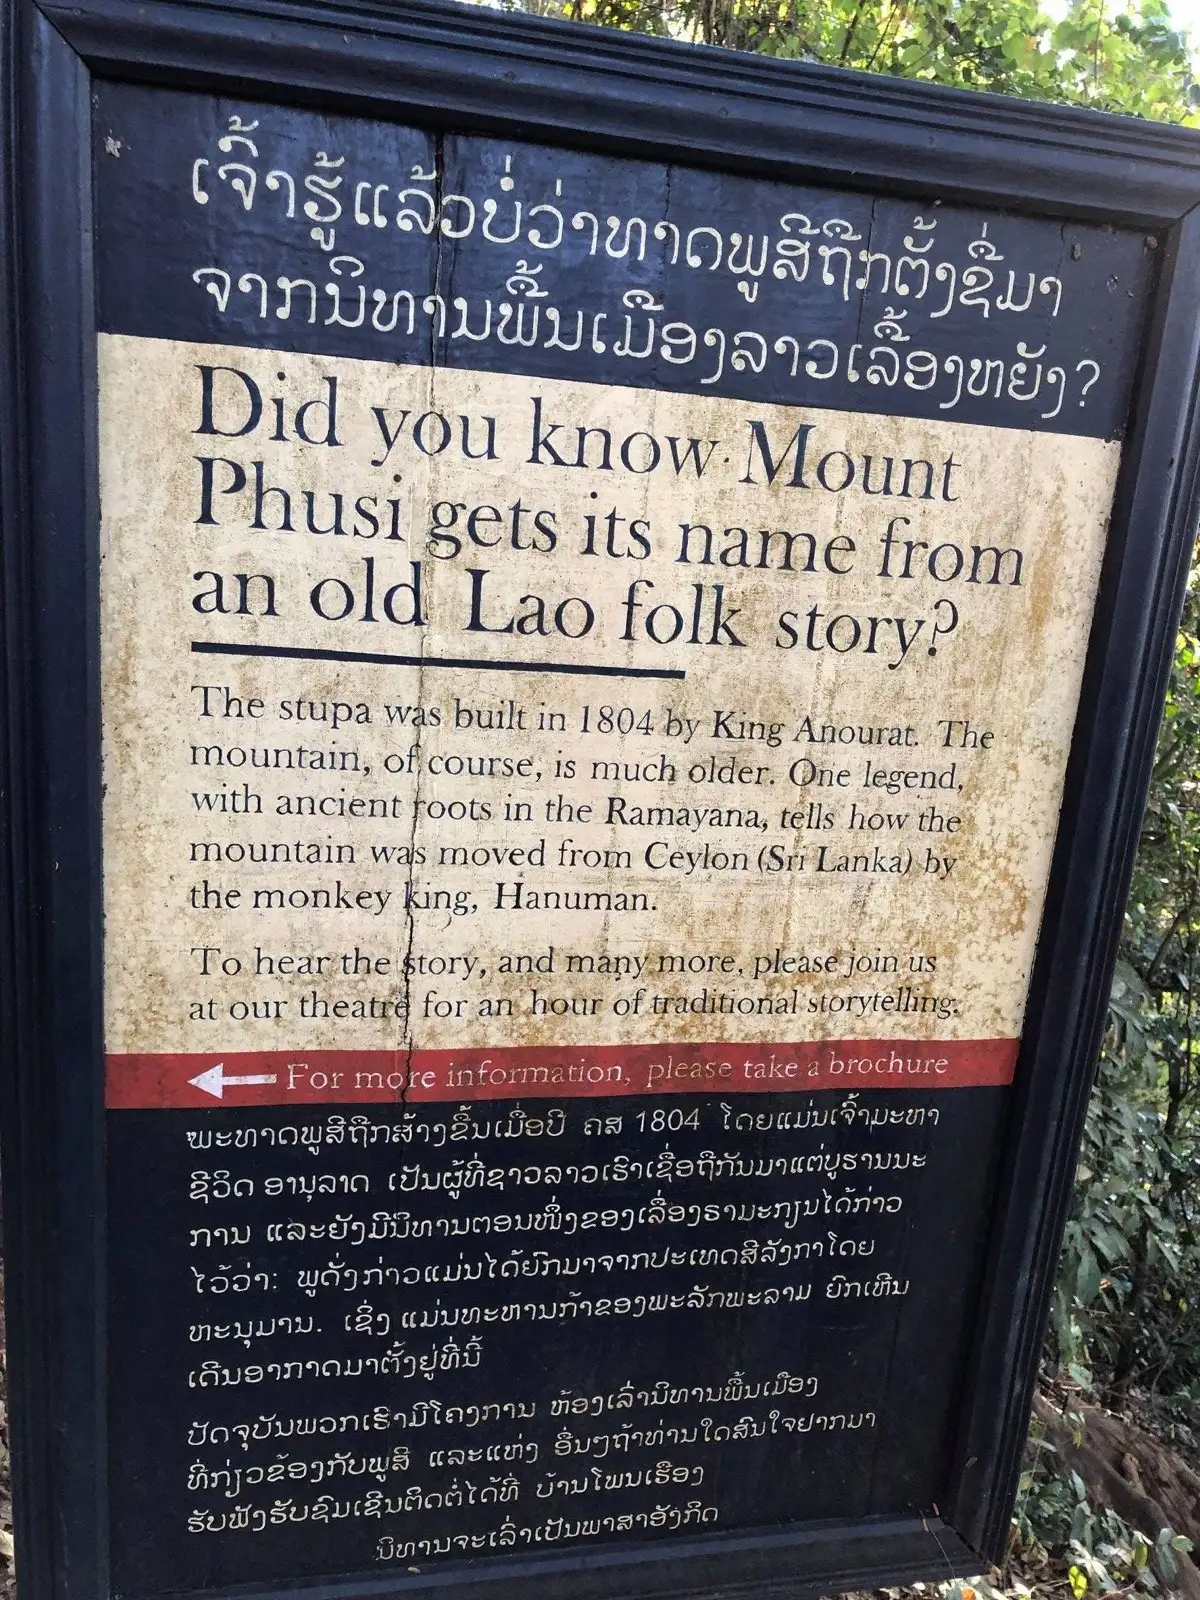 ເຈົ້າຮູ້ແລ້ວບໍ່ວ່າທາດພູສີຖືກຕັ້ງຊື່ມາ
ຈາກນິທານພື້ນເມືອງລາວເລື້ອງຫຍັງ?
Did you know Mount
Phusi gets its name from
an old Lao folk story?
The stupa was built in 1804 by King Anourat. The
mountain, of course, is much older. One legend,
with ancient roots in the Ramayana, tells how the
mountain was moved from Ceylon (Sri Lanka) by
the monkey king, Hanuman.
To hear the story, and many more, please join us
at our theatre for an hour of traditional storytelling.
For more information, please take a brochure
ພະທາດພູສີຖືກສ້າງຂຶ້ນເມື່ອປີ ຄສ 1804 ໂດຍແມ່ນເຈົ້າມະຫາ
ຊີວິດ ອານຸລາດ ເປັນຜູ້ທີ່ຊາວລາວເຮົາເຊື່ອຖືກັນມາແຕ່ບູຮານນະ
ການ ແລະຍັງມີນິທານຕອນໜຶ່ງຂອງເລື່ອງຣາມະກຽນໄດ້ກ່າວ
ໄວ້ວ່າ: ພູດັ່ງກ່າວແມ່ນໄດ້ຍົກມາຈາກປະເທດສີລັງກາໂດຍ
ຫະນຸມານ. ເຊິ່ງ ແມ່ນທະຫານກ້າຂອງພະລັກພະລາມ ຍົກເຫີນ
ເດີນອາກາດມາຕັ້ງຢູ່ທີ່ນີ້
ປັດຈຸບັນພວກເຮົາມີໂຄງການ ຫ້ອງເລົ່ານິທານພື້ນເມືອງ
ທີ່ກ່ຽວຂ້ອງກັບພູສີ ແລະແຫ່ງ ອື່ນໆຖ້າທ່ານໃດສົນໃຈຢາກມາ
ຮັບຟັງຮັບຊົມເຊີນຕິດຕໍ່ໄດ້ທີ່ ບ້ານໂພນເຮືອງ
ນິທານຈະເລົ່າເປັນພາສາອັງກິດ